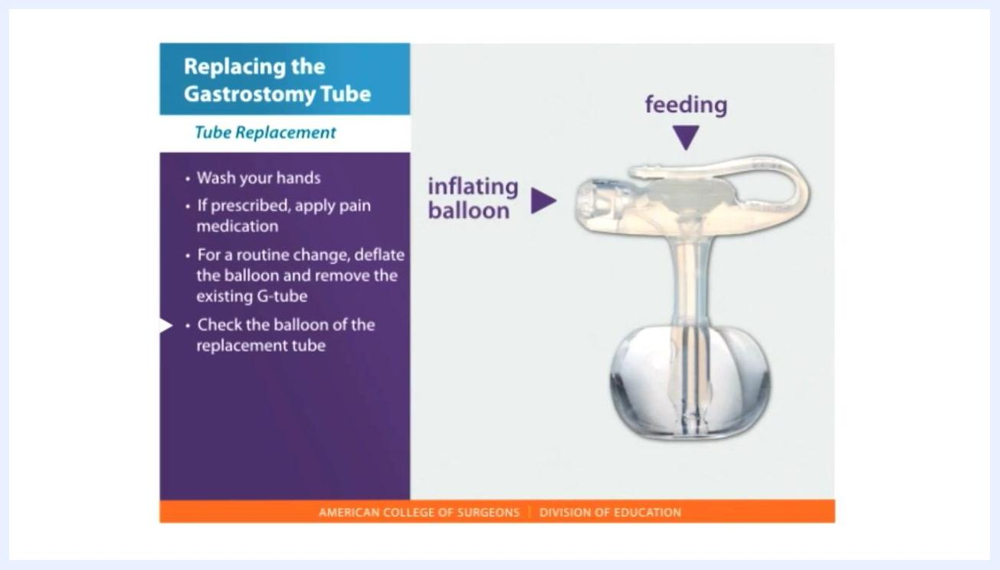 Replacing the
Gastrostomy Tube
Tube Replacement
• Wash your hands
• If prescribed, apply pain
medication
• For a routine change, deflate
the balloon and remove the
existing G-tube
• Check the balloon of the
replacement tube
feeding
inflating
balloon
AMERICAN COLLEGE OF SURGEONS | DIVISION OF EDUCATION